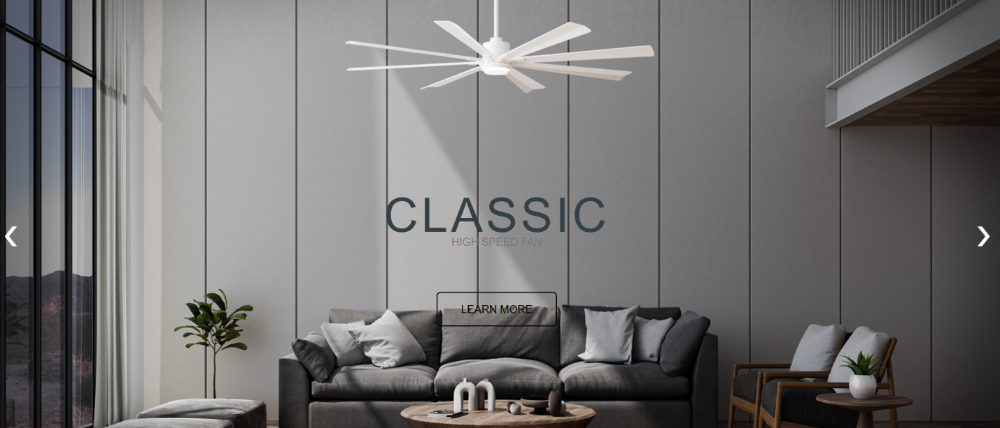 CLASSIC
HIGH SPEED FAN
LEARN MORE